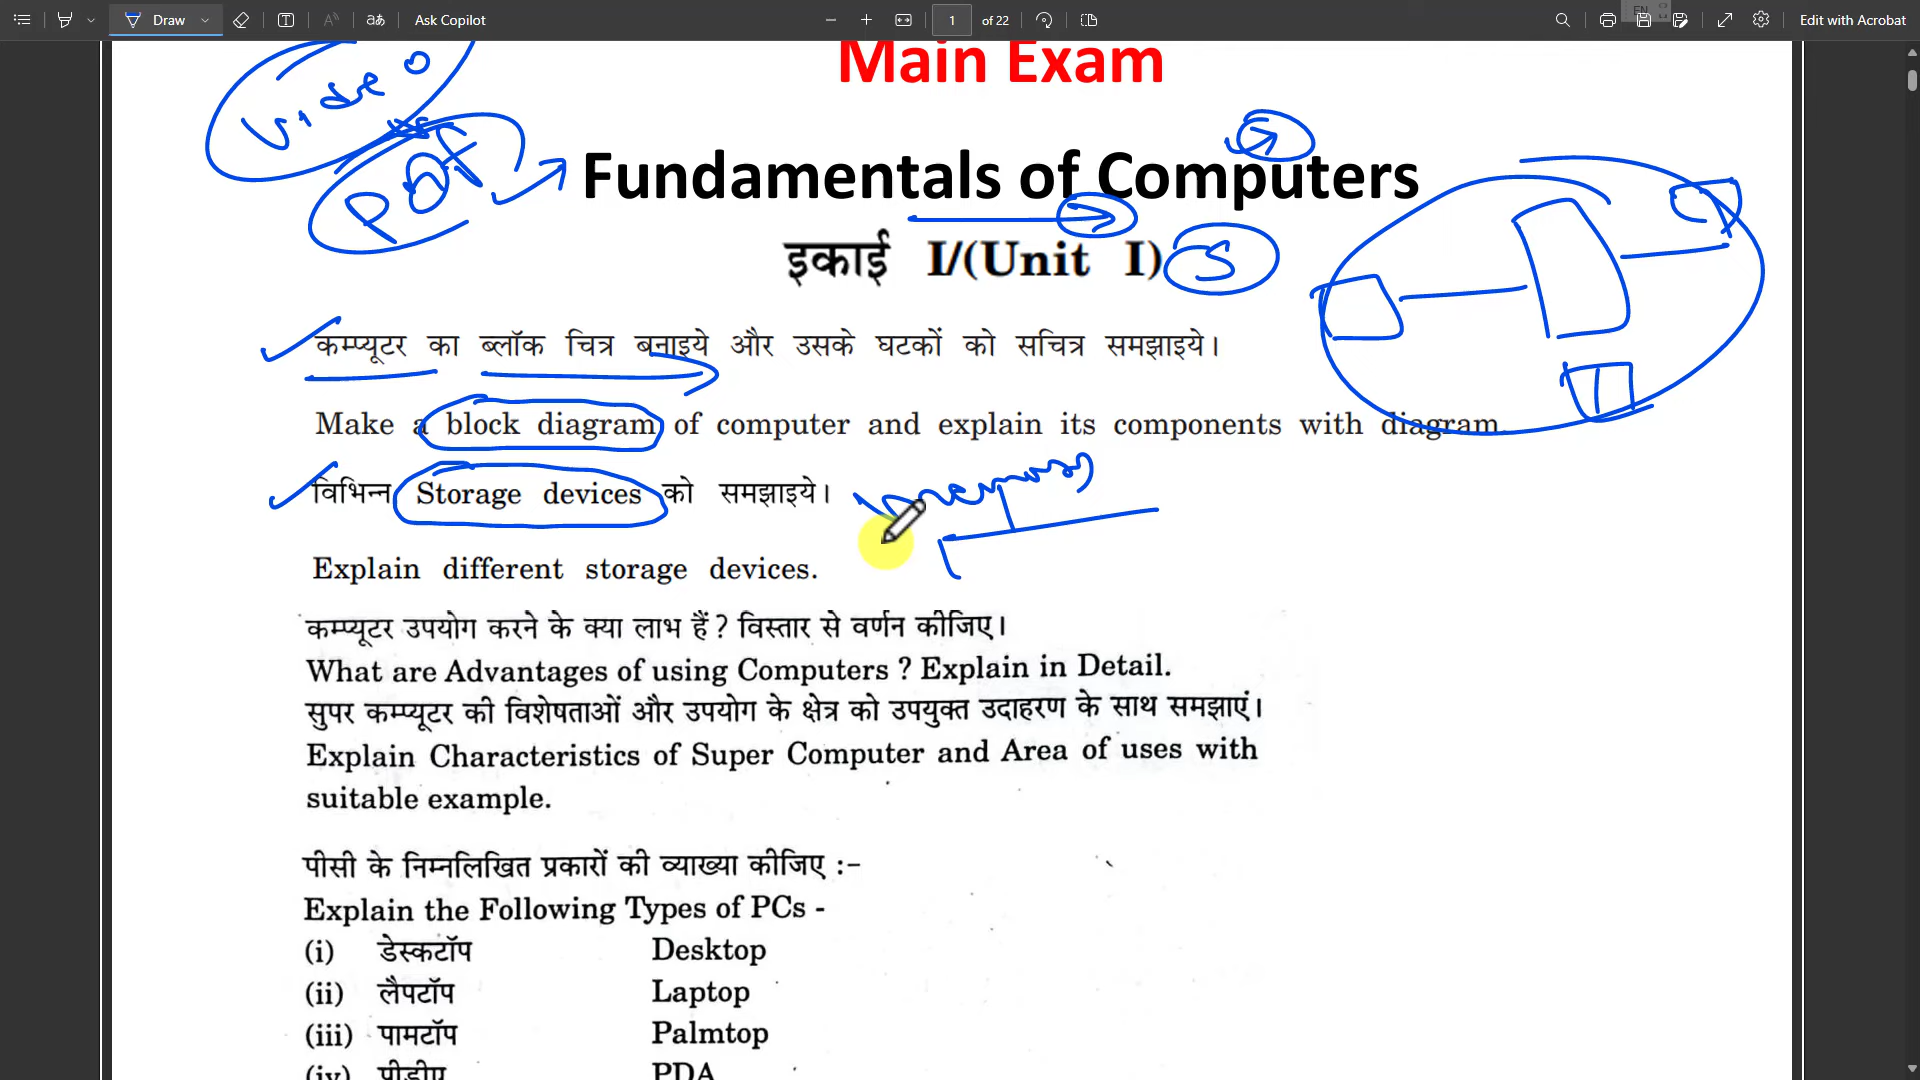 Draw
Ask Copilot
1 of 22
Edit with Acrobat
EN
Main Exam
Video
PDF
Fundamentals of Computers
इकाई I/(Unit I) 5
कम्प्यूटर का ब्लॉक चित्र बनाइये और उसके घटकों को सचित्र समझाइये।
Make a block diagram of computer and explain its components with diagram.
विभिन्न Storage devices को समझाइये।
Explain different storage devices.
कम्प्यूटर उपयोग करने के क्या लाभ हैं? विस्तार से वर्णन कीजिए।
What are Advantages of using Computers ? Explain in Detail.
सुपर कम्प्यूटर की विशेषताओं और उपयोग के क्षेत्र को उपयुक्त उदाहरण के साथ समझाएं।
Explain Characteristics of Super Computer and Area of uses with
suitable example.
पीसी के निम्नलिखित प्रकारों की व्याख्या कीजिए :-
Explain the Following Types of PCs -
(i) डेस्कटॉप Desktop
(ii) लैपटॉप Laptop
(iii) पामटॉप Palmtop
(iv) पीडीए PDA